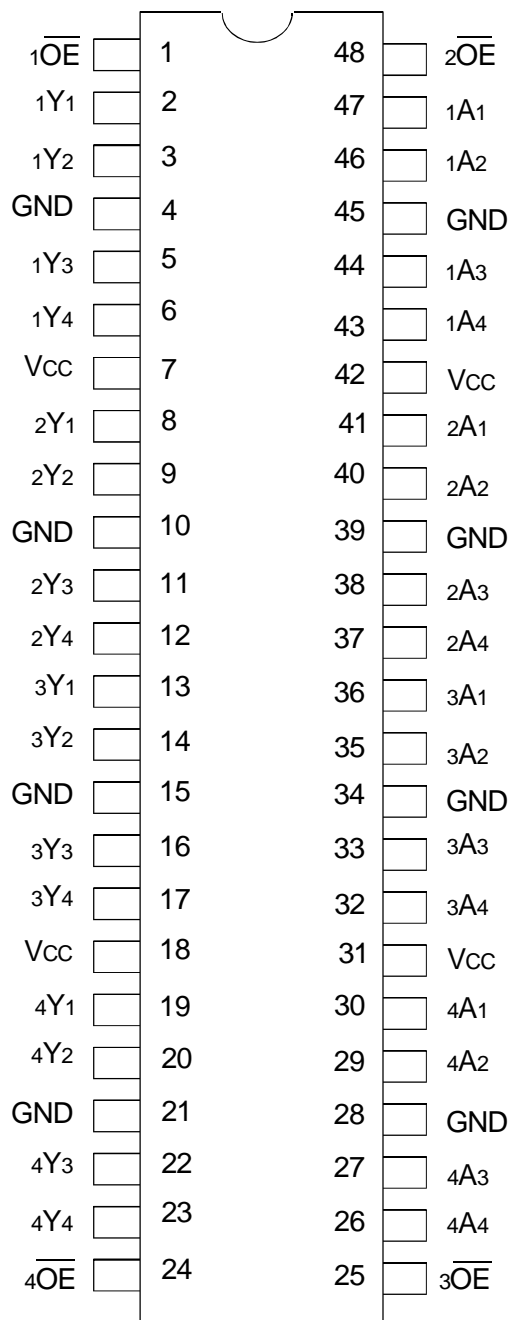 1OE 1 48 2OE
1Y1 2 47 1A1
1Y2 3 46 1A2
GND 4 45 GND
1Y3 5 44 1A3
1Y4 6 43 1A4
VCC 7 42 VCC
2Y1 8 41 2A1
2Y2 9 40 2A2
GND 10 39 GND
2Y3 11 38 2A3
2Y4 12 37 2A4
3Y1 13 36 3A1
3Y2 14 35 3A2
GND 15 34 GND
3Y3 16 33 3A3
3Y4 17 32 3A4
VCC 18 31 VCC
4Y1 19 30 4A1
4Y2 20 29 4A2
GND 21 28 GND
4Y3 22 27 4A3
4Y4 23 26 4A4
4OE 24 25 3OE